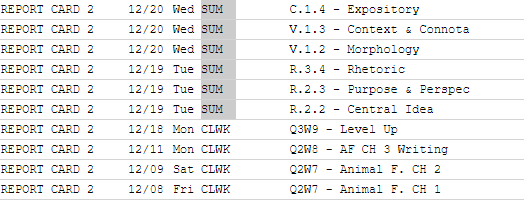 REPORT CARD 2 12/20 Wed SUM C.1.4 - Expository
REPORT CARD 2 12/20 Wed SUM V.1.3 - Context & Connota
REPORT CARD 2 12/20 Wed SUM V.1.2 - Morphology
REPORT CARD 2 12/19 Tue SUM R.3.4 - Rhetoric
REPORT CARD 2 12/19 Tue SUM R.2.3 - Purpose & Perspec
REPORT CARD 2 12/19 Tue SUM R.2.2 - Central Idea
REPORT CARD 2 12/18 Mon CLWK Q3W9 - Level Up
REPORT CARD 2 12/11 Mon CLWK Q2W8 - AF CH 3 Writing
REPORT CARD 2 12/09 Sat CLWK Q2W7 - Animal F. CH 2
REPORT CARD 2 12/08 Fri CLWK Q2W7 - Animal F. CH 1